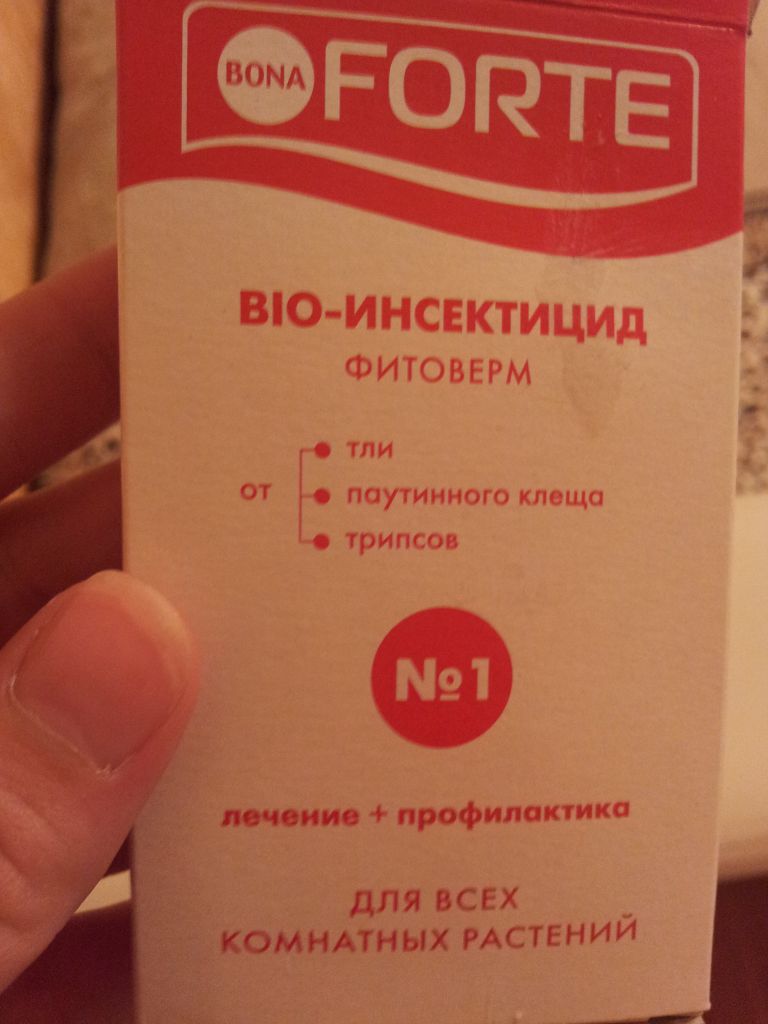 BONA FORTE
BIO-ИНСЕКТИЦИД
ФИТОВЕРМ
от
тли
паутинного клеща
трипсов
№1
лечение + профилактика
ДЛЯ ВСЕХ
КОМНАТНЫХ РАСТЕНИЙ